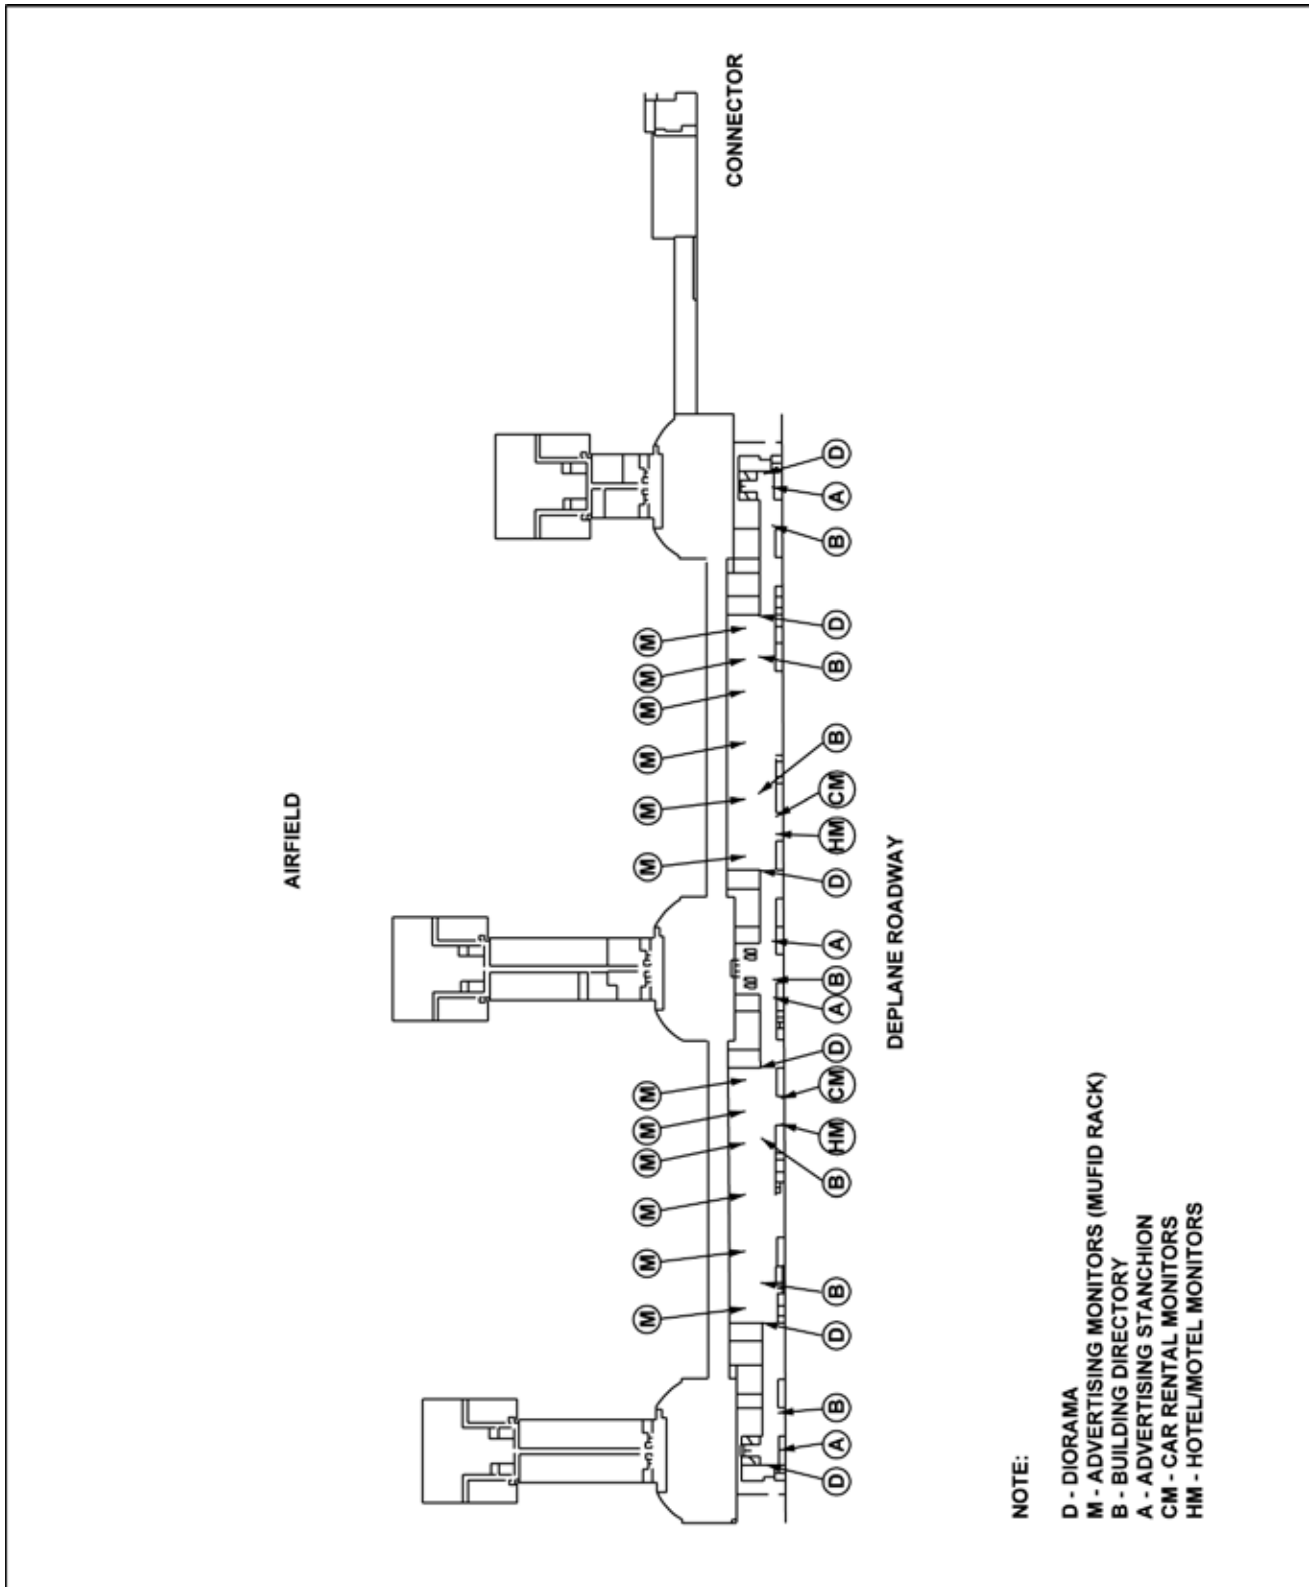 AIRFIELD
M M M M M M M M M M M M
CONNECTOR
D A B D B B HM CM D A B A D HM CM B B D B A D
DEPLANE ROADWAY
NOTE:
D - DIORAMA
M - ADVERTISING MONITORS (MUFID RACK)
B - BUILDING DIRECTORY
A - ADVERTISING STANCHION
CM - CAR RENTAL MONITORS
HM - HOTEL/MOTEL MONITORS